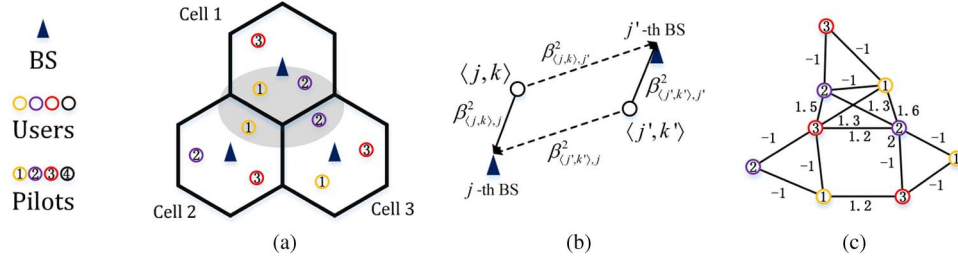 BS
Users
① ② ③ ④
Pilots
Cell 1
③
①
②
①
②
②
③
③
①
Cell 2
Cell 3
(a)
j'-th BS
β²⟨j,k⟩,j'
⟨j,k⟩
β²⟨j,k⟩,j
β²⟨j',k'⟩,j'
⟨j',k'⟩
β²⟨j',k'⟩,j
j-th BS
(b)
③
-1
-1
②
-1
①
1.5
1.3
1.6
1.3
③
②
1.2
2
-1
-1
-1
-1
②
①
-1
-1
①
1.2
③
(c)